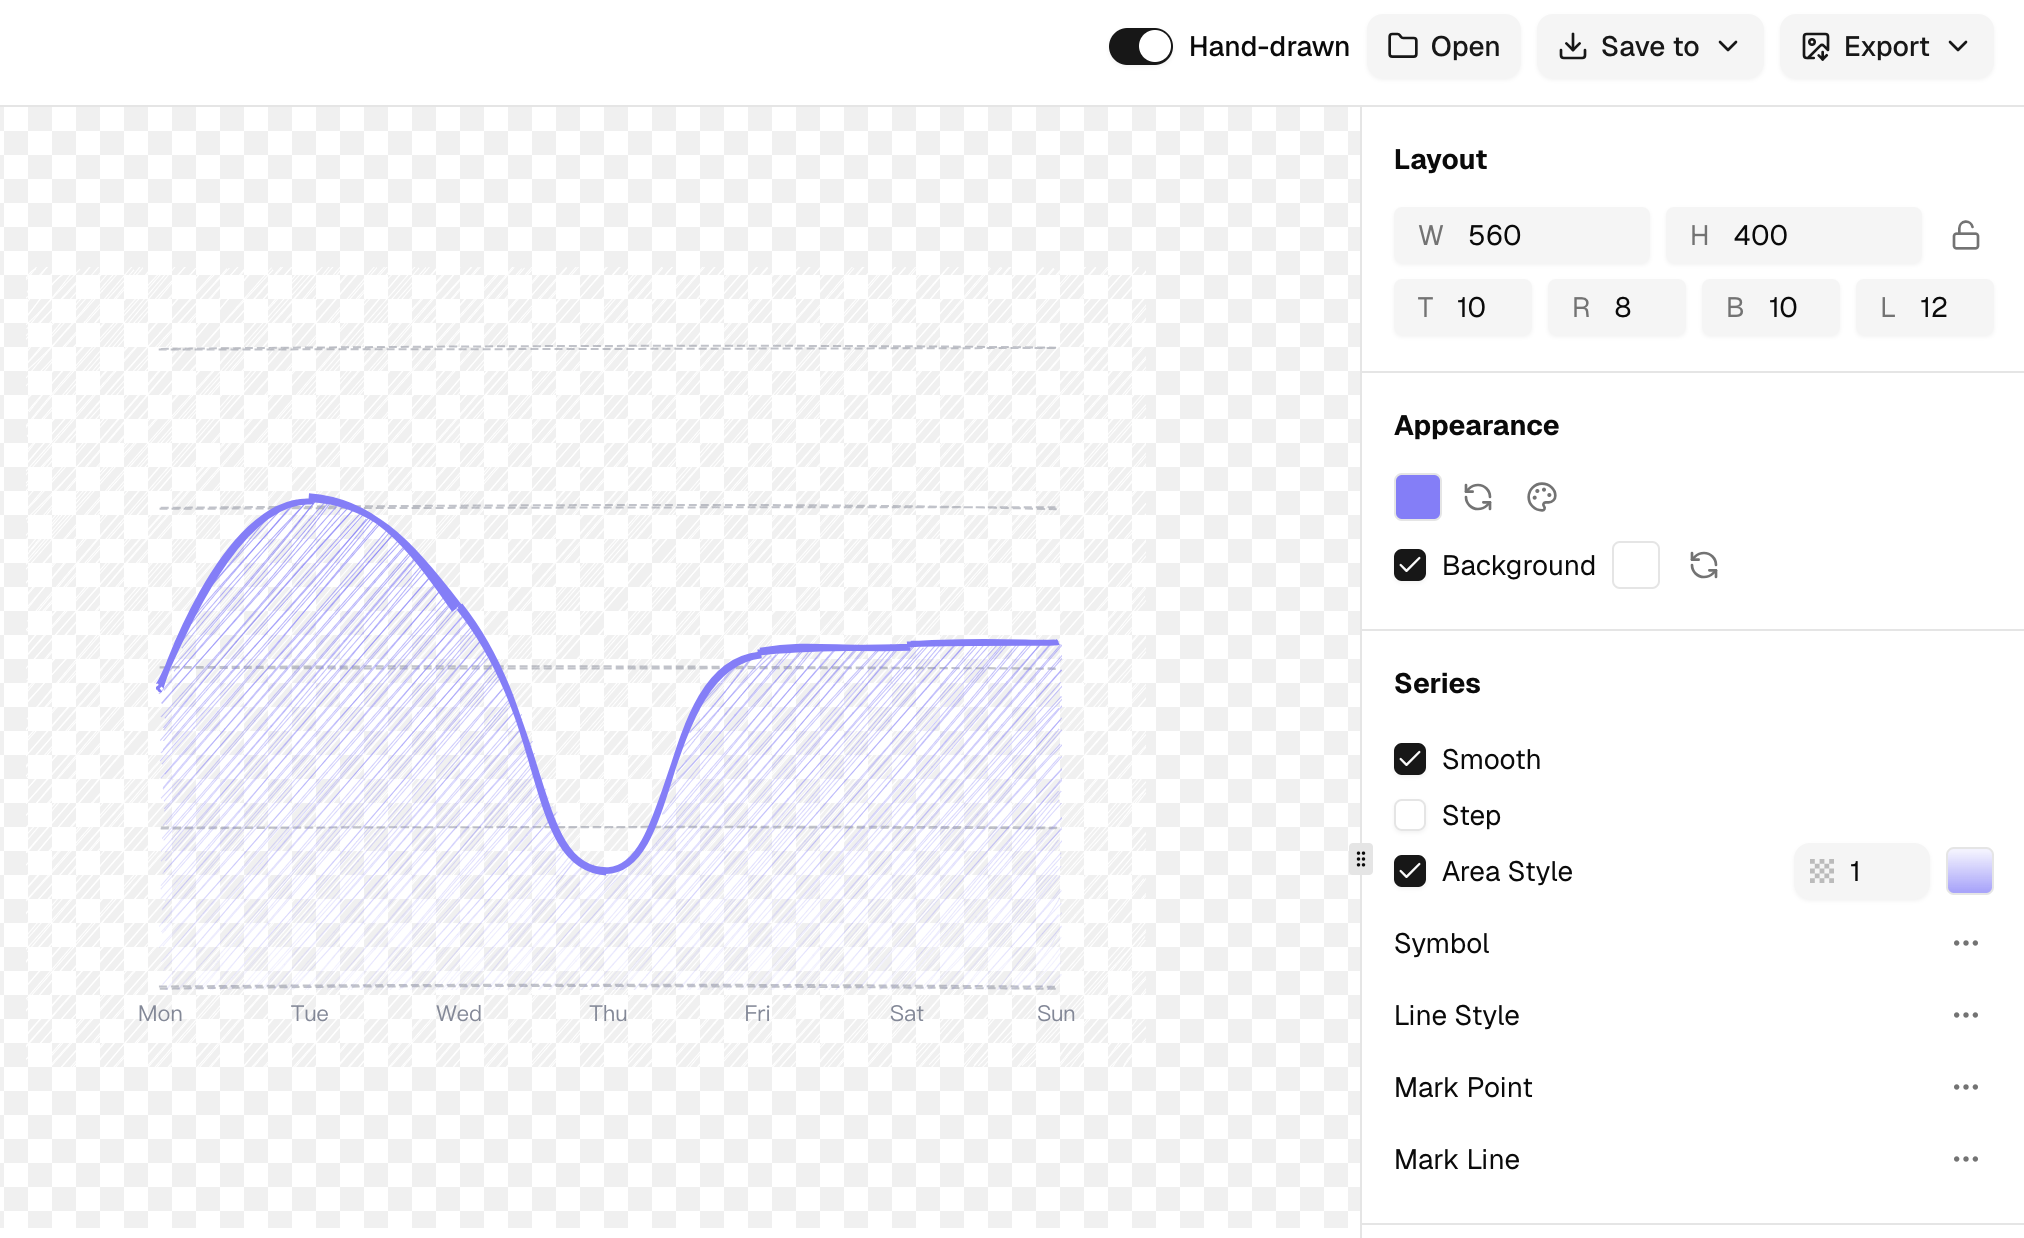 Hand-drawn Open Save to Export
Layout
W 560 H 400
T 10 R 8 B 10 L 12
Appearance
Background
Series
Smooth
Step
Area Style 1
Symbol
Line Style
Mark Point
Mark Line
Mon Tue Wed Thu Fri Sat Sun